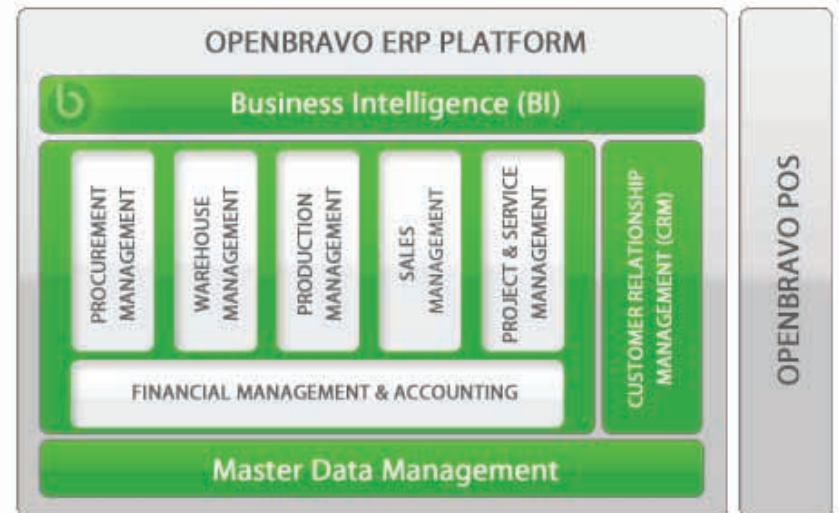 OPENBRAVO ERP PLATFORM
b
Business Intelligence (BI)
PROCUREMENT
MANAGEMENT
WAREHOUSE
MANAGEMENT
PRODUCTION
MANAGEMENT
SALES
MANAGEMENT
PROJECT & SERVICE
MANAGEMENT
CUSTOMER RELATIONSHIP
MANAGEMENT (CRM)
FINANCIAL MANAGEMENT & ACCOUNTING
Master Data Management
OPENBRAVO POS